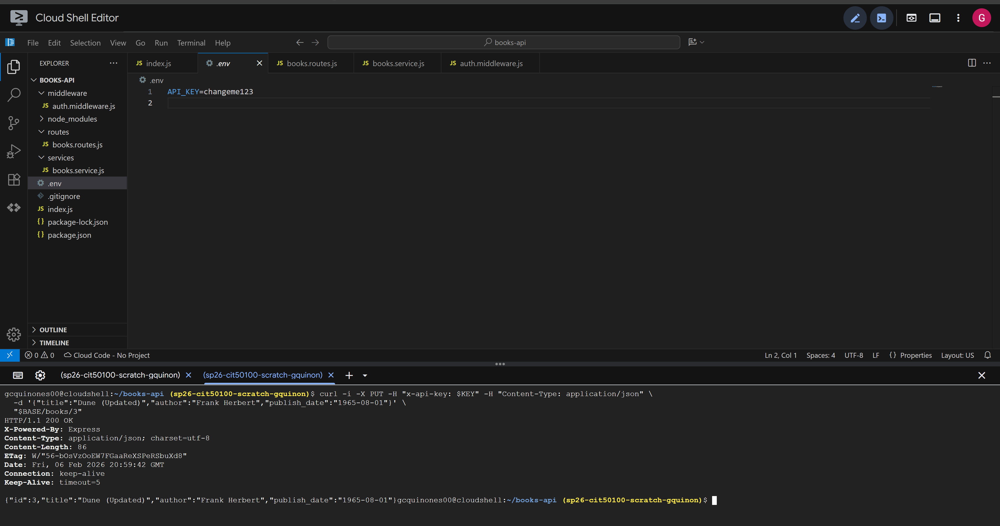 Cloud Shell Editor
G
File Edit Selection View Go Run Terminal Help
books-api
EXPLORER
JS index.js
.env
JS books.routes.js
JS books.service.js
JS auth.middleware.js
BOOKS-API
middleware
JS auth.middleware.js
node_modules
routes
JS books.routes.js
services
JS books.service.js
.env
.gitignore
JS index.js
{} package-lock.json
{} package.json
OUTLINE
TIMELINE
.env
1 API_KEY=changeme123
2
0 0 Cloud Code - No Project
Ln 2, Col 1 Spaces: 4 UTF-8 LF {} Properties Layout: US
(sp26-cit50100-scratch-gquinon) (sp26-cit50100-scratch-gquinon)
gcquinones00@cloudshell:~/books-api (sp26-cit50100-scratch-gquinon)$ curl -i -X PUT -H "x-api-key: $KEY" -H "Content-Type: application/json" \
-d '{"title":"Dune (Updated)","author":"Frank Herbert","publish_date":"1965-08-01"}' \
"$BASE/books/3"
HTTP/1.1 200 OK
X-Powered-By: Express
Content-Type: application/json; charset=utf-8
Content-Length: 86
ETag: W/"56-bOsVzOoEW7FGaaReXSPeRSbuXd8"
Date: Fri, 06 Feb 2026 20:59:42 GMT
Connection: keep-alive
Keep-Alive: timeout=5
{"id":3,"title":"Dune (Updated)","author":"Frank Herbert","publish_date":"1965-08-01"}gcquinones00@cloudshell:~/books-api (sp26-cit50100-scratch-gquinon)$